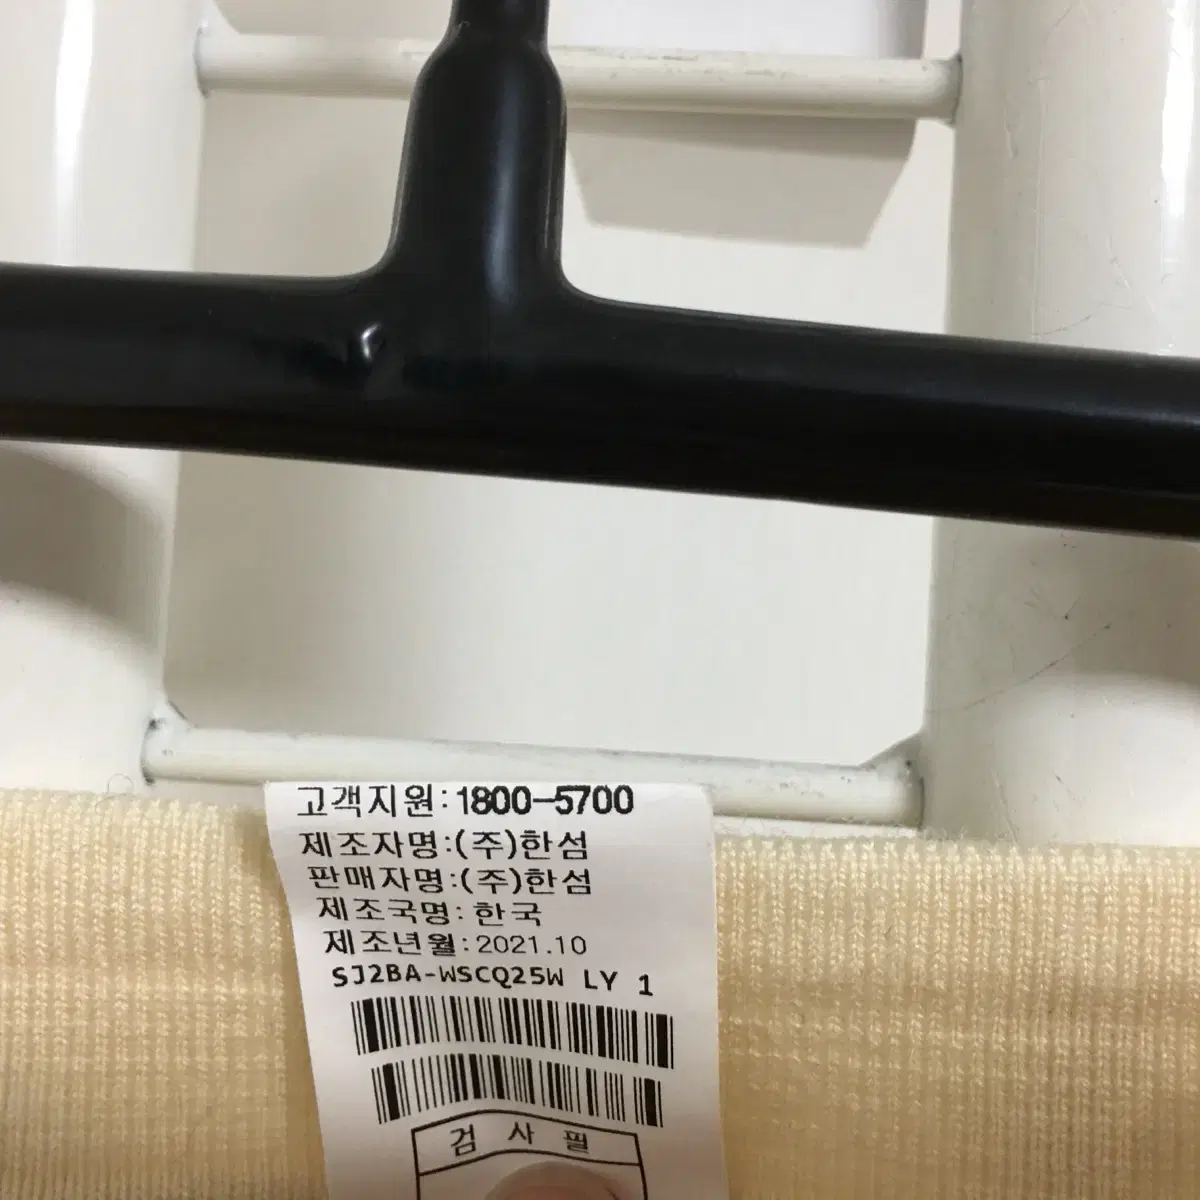 고객지원:1800-5700
제조자명:(주)한섬
판매자명:(주)한섬
제조국명: 한국
제조년월:2021.10
SJ2BA-WSCQ25W LY 1
검 사 필